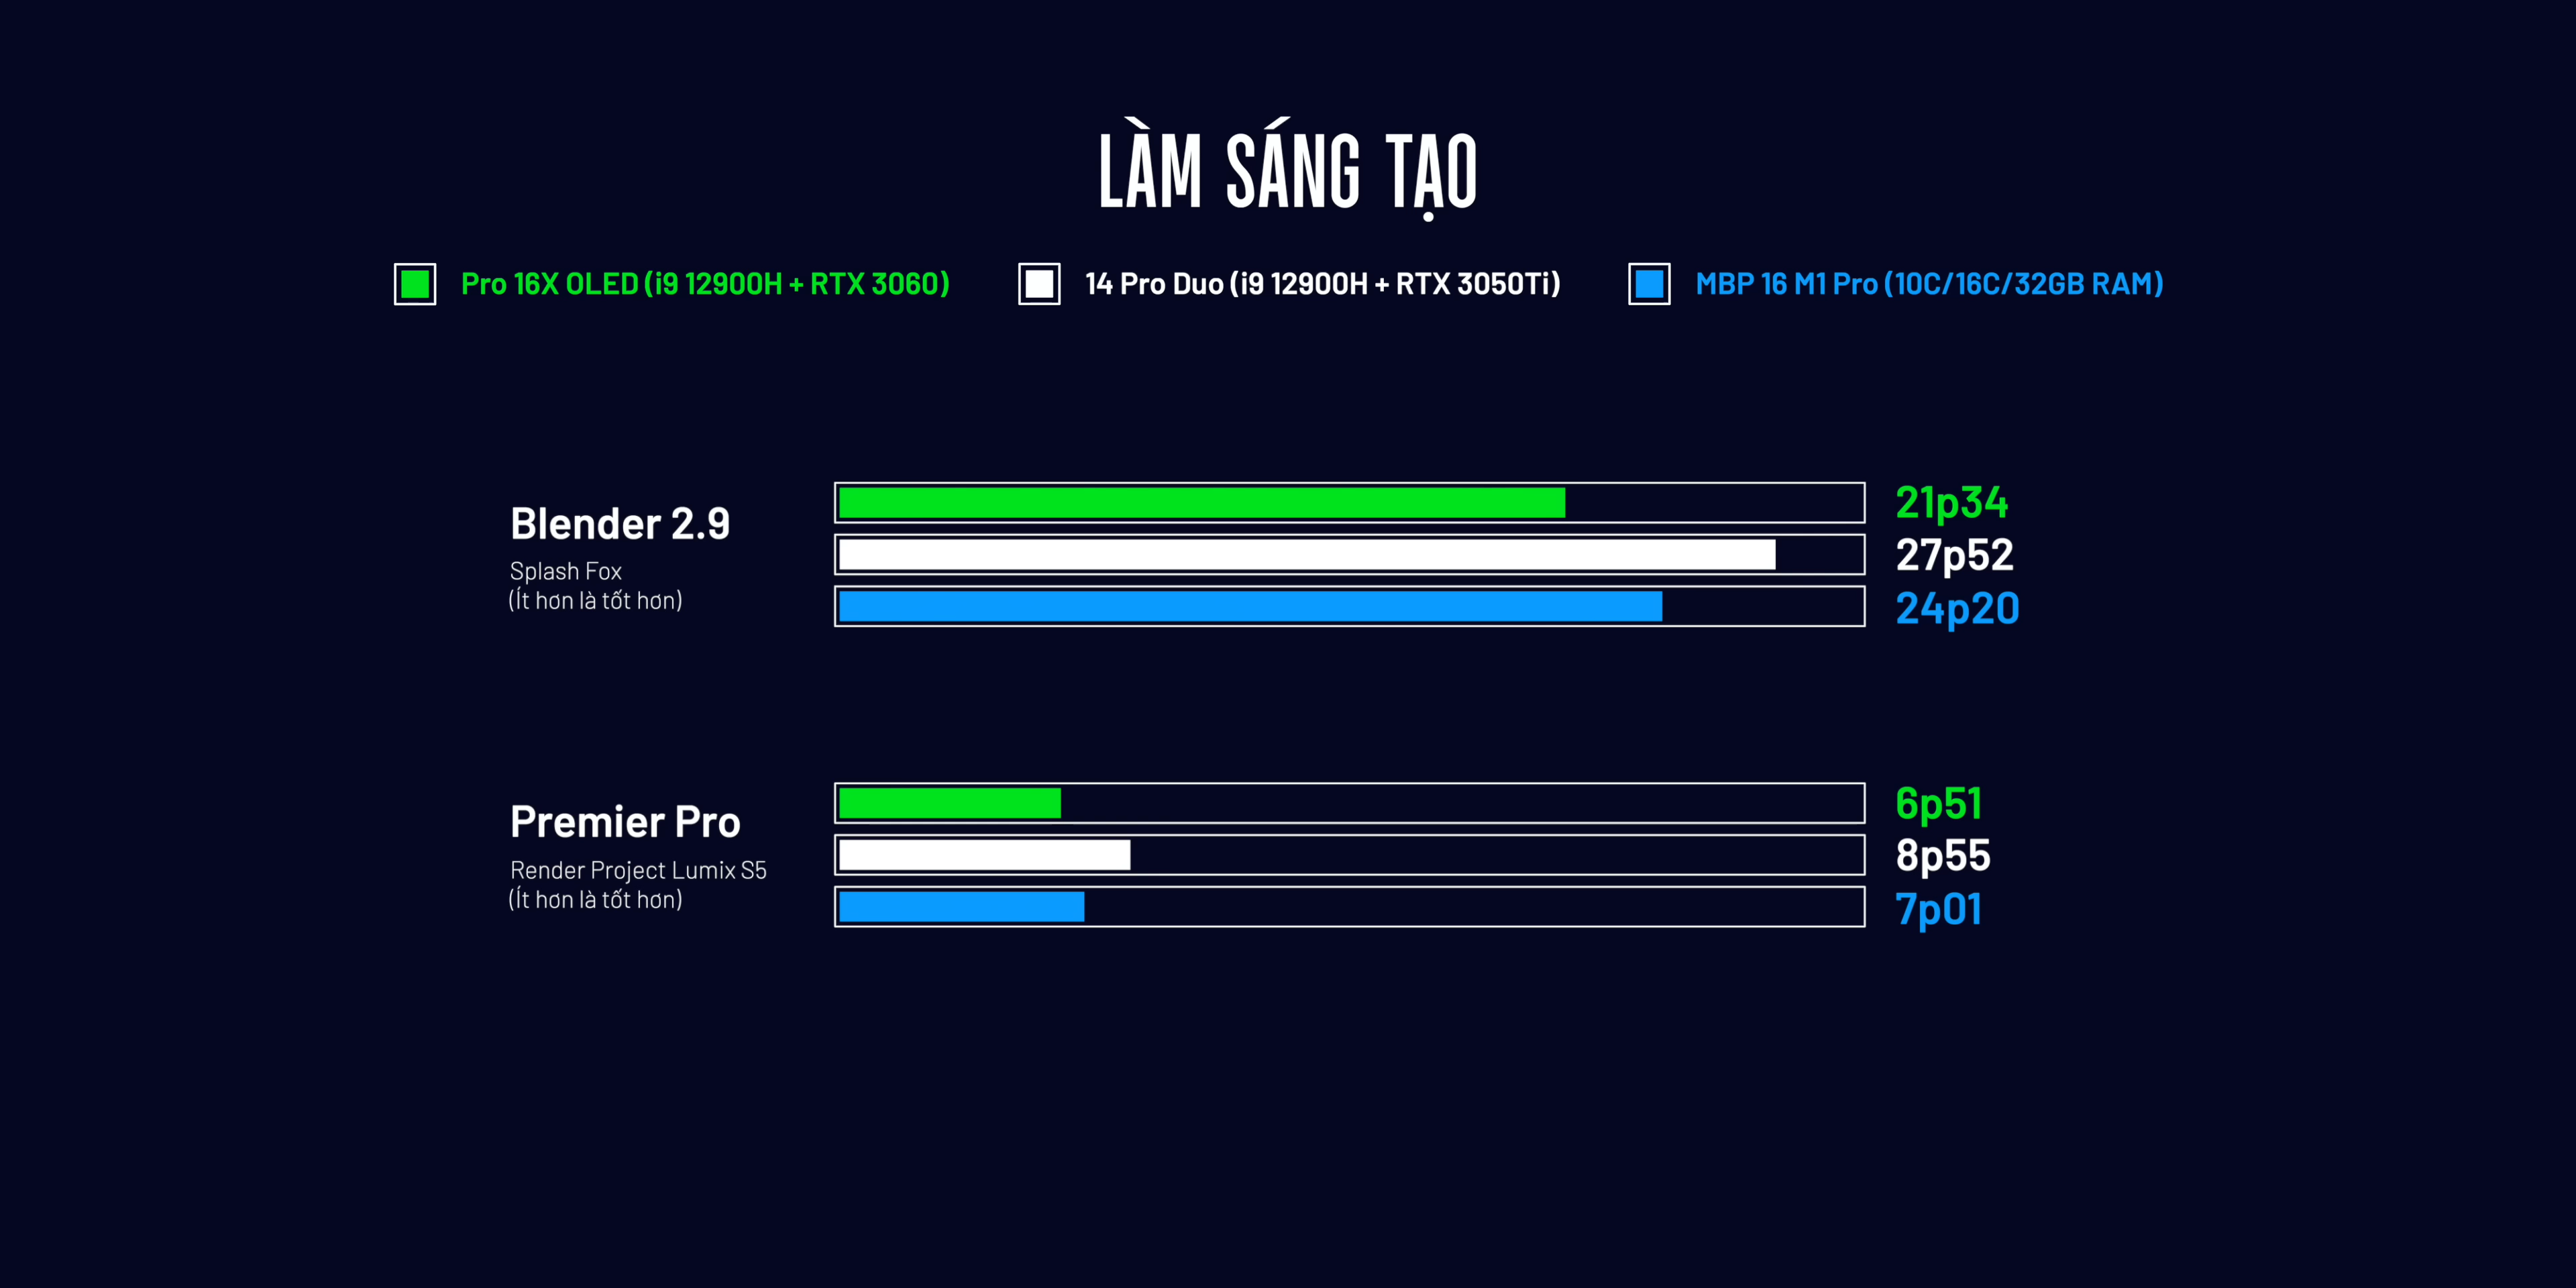 LÀM SÁNG TẠO
Pro 16X OLED (i9 12900H + RTX 3060)
14 Pro Duo (i9 12900H + RTX 3050Ti)
MBP 16 M1 Pro (10C/16C/32GB RAM)
Blender 2.9
Splash Fox
(Ít hơn là tốt hơn)
21p34
27p52
24p20
Premier Pro
Render Project Lumix S5
(Ít hơn là tốt hơn)
6p51
8p55
7p01